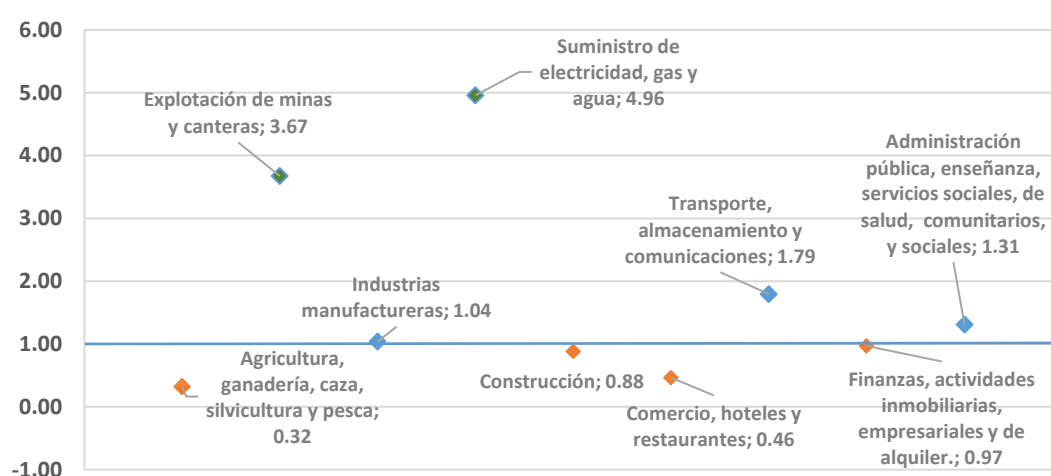 6.00
5.00
4.00
3.00
2.00
1.00
0.00
-1.00
Explotación de minas
y canteras; 3.67
Suministro de
electricidad, gas y
agua; 4.96
Administración
pública, enseñanza,
servicios sociales, de
salud, comunitarios,
y sociales; 1.31
Transporte,
almacenamiento y
comunicaciones; 1.79
Industrias
manufactureras; 1.04
Agricultura,
ganadería, caza,
silvicultura y pesca;
0.32
Construcción; 0.88
Comercio, hoteles y
restaurantes; 0.46
Finanzas, actividades
inmobiliarias,
empresariales y de
alquiler.; 0.97